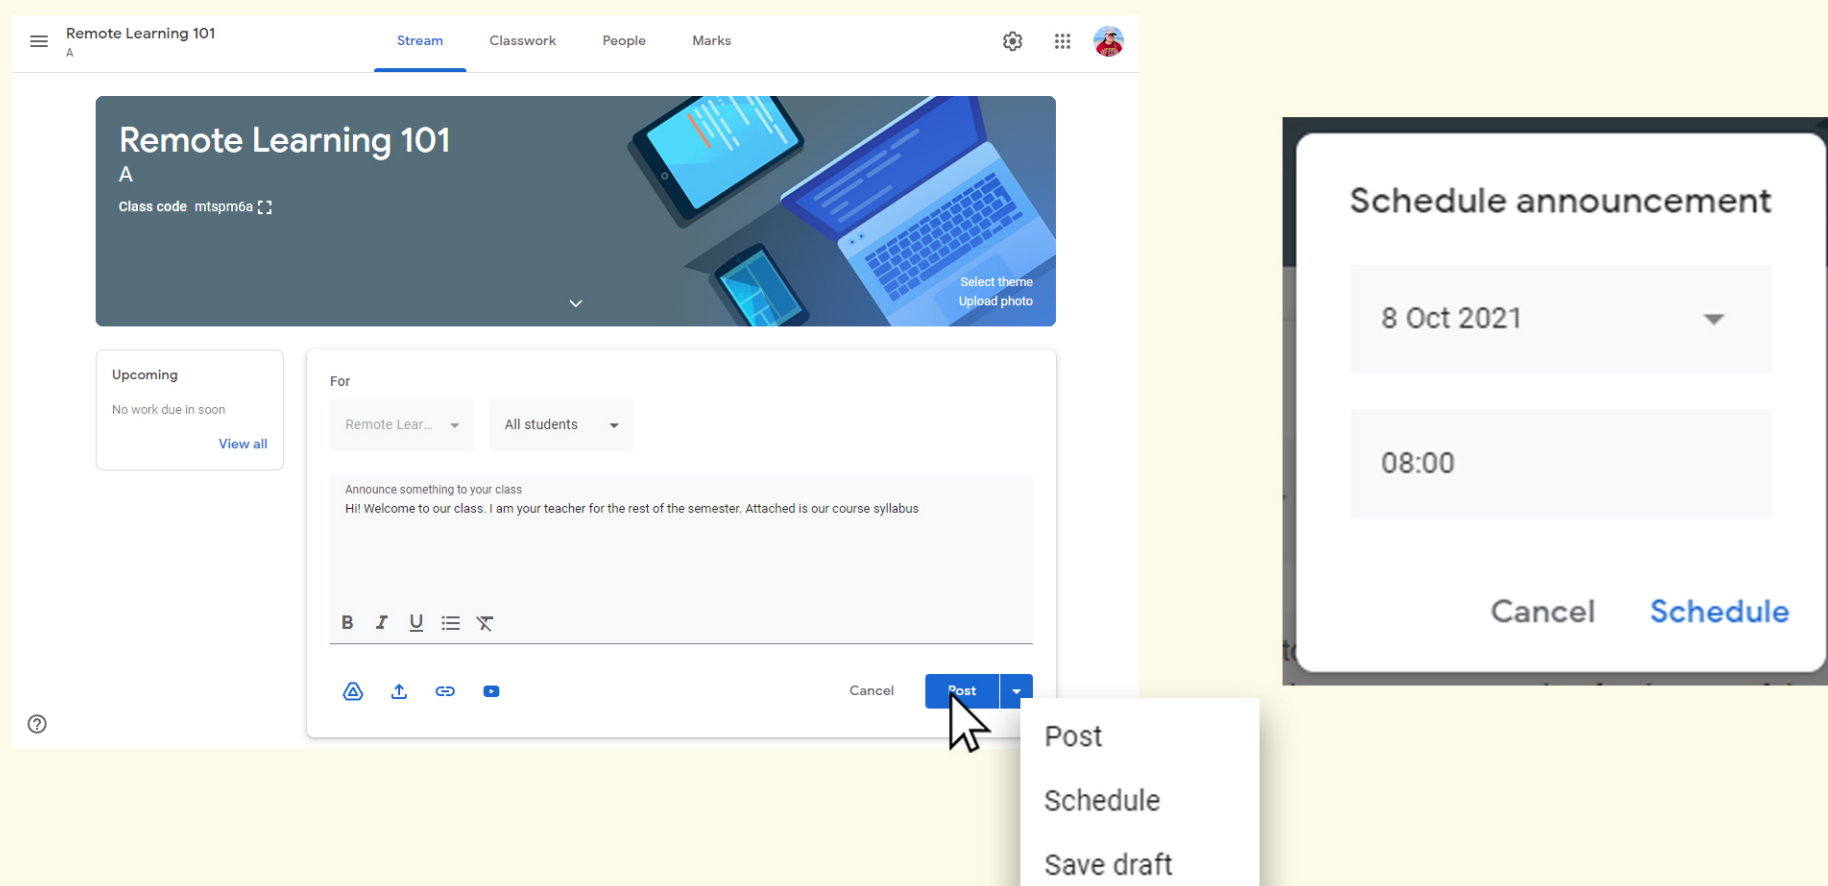 Remote Learning 101
A
Stream
Classwork
People
Marks
Remote Learning 101
A
Class code mtspm6a
Select theme
Upload photo
Upcoming
No work due in soon
View all
For
Remote Lear...
All students
Announce something to your class
Hi! Welcome to our class. I am your teacher for the rest of the semester. Attached is our course syllabus
B I U
Cancel
Post
Post
Schedule
Save draft
Schedule announcement
8 Oct 2021
08:00
Cancel
Schedule